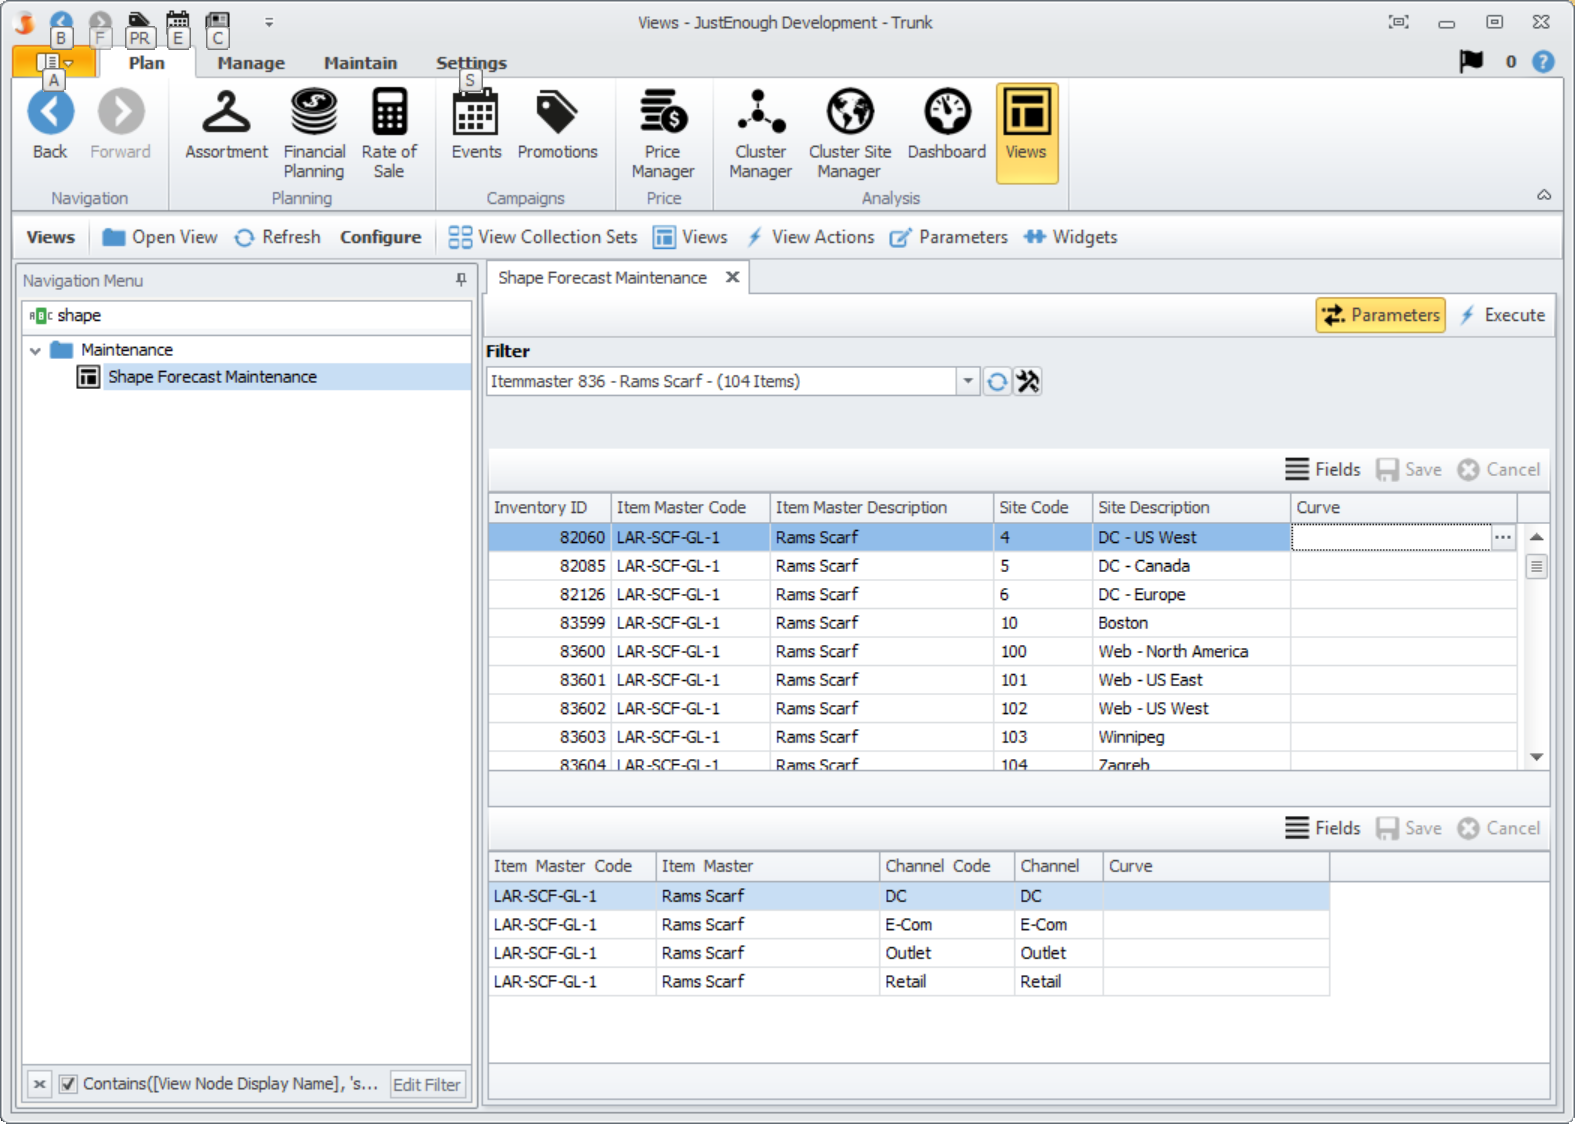 Views - JustEnough Development - Trunk
B F PR E C
A
Plan Manage Maintain Settings
S
0 ?
Back Forward
Navigation
Assortment Financial Planning Rate of Sale
Planning
Events Promotions
Campaigns
Price Manager
Price
Cluster Manager Cluster Site Manager Dashboard Views
Analysis
Views Open View Refresh Configure View Collection Sets Views View Actions Parameters Widgets
Navigation Menu
ABC shape
Maintenance
Shape Forecast Maintenance
Contains([View Node Display Name], 's... Edit Filter
Shape Forecast Maintenance
Parameters Execute
Filter
Itemmaster 836 - Rams Scarf - (104 Items)
Fields Save Cancel
Inventory ID Item Master Code Item Master Description Site Code Site Description Curve
82060 LAR-SCF-GL-1 Rams Scarf 4 DC - US West ...
82085 LAR-SCF-GL-1 Rams Scarf 5 DC - Canada
82126 LAR-SCF-GL-1 Rams Scarf 6 DC - Europe
83599 LAR-SCF-GL-1 Rams Scarf 10 Boston
83600 LAR-SCF-GL-1 Rams Scarf 100 Web - North America
83601 LAR-SCF-GL-1 Rams Scarf 101 Web - US East
83602 LAR-SCF-GL-1 Rams Scarf 102 Web - US West
83603 LAR-SCF-GL-1 Rams Scarf 103 Winnipeg
83604 LAR-SCF-GL-1 Rams Scarf 104 Zagreb
Fields Save Cancel
Item Master Code Item Master Channel Code Channel Curve
LAR-SCF-GL-1 Rams Scarf DC DC
LAR-SCF-GL-1 Rams Scarf E-Com E-Com
LAR-SCF-GL-1 Rams Scarf Outlet Outlet
LAR-SCF-GL-1 Rams Scarf Retail Retail